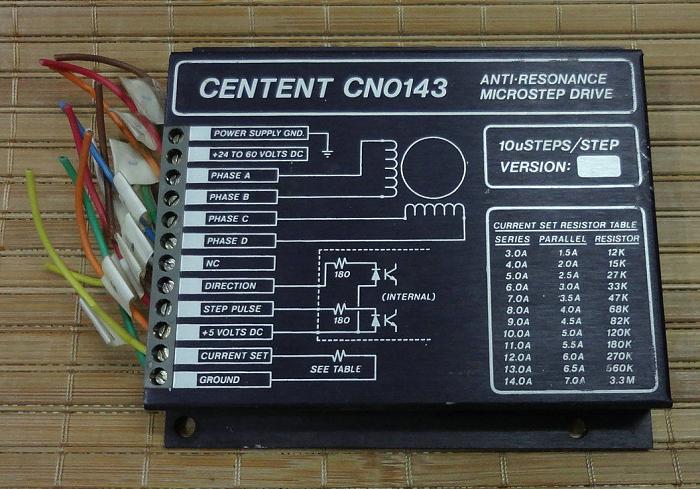 CENTENT CN0143
ANTI-RESONANCE
MICROSTEP DRIVE
POWER SUPPLY GND.
+24 TO 60 VOLTS DC
PHASE A
PHASE B
PHASE C
PHASE D
NC
DIRECTION
STEP PULSE
+5 VOLTS DC
CURRENT SET
GROUND
180
180
(INTERNAL)
SEE TABLE
10uSTEPS/STEP
VERSION:
CURRENT SET RESISTOR TABLE
SERIES PARALLEL RESISTOR
3.0A 1.5A 12K
4.0A 2.0A 15K
5.0A 2.5A 27K
6.0A 3.0A 33K
7.0A 3.5A 47K
8.0A 4.0A 68K
9.0A 4.5A 82K
10.0A 5.0A 120K
11.0A 5.5A 180K
12.0A 6.0A 270K
13.0A 6.5A 560K
14.0A 7.0A 3.3M